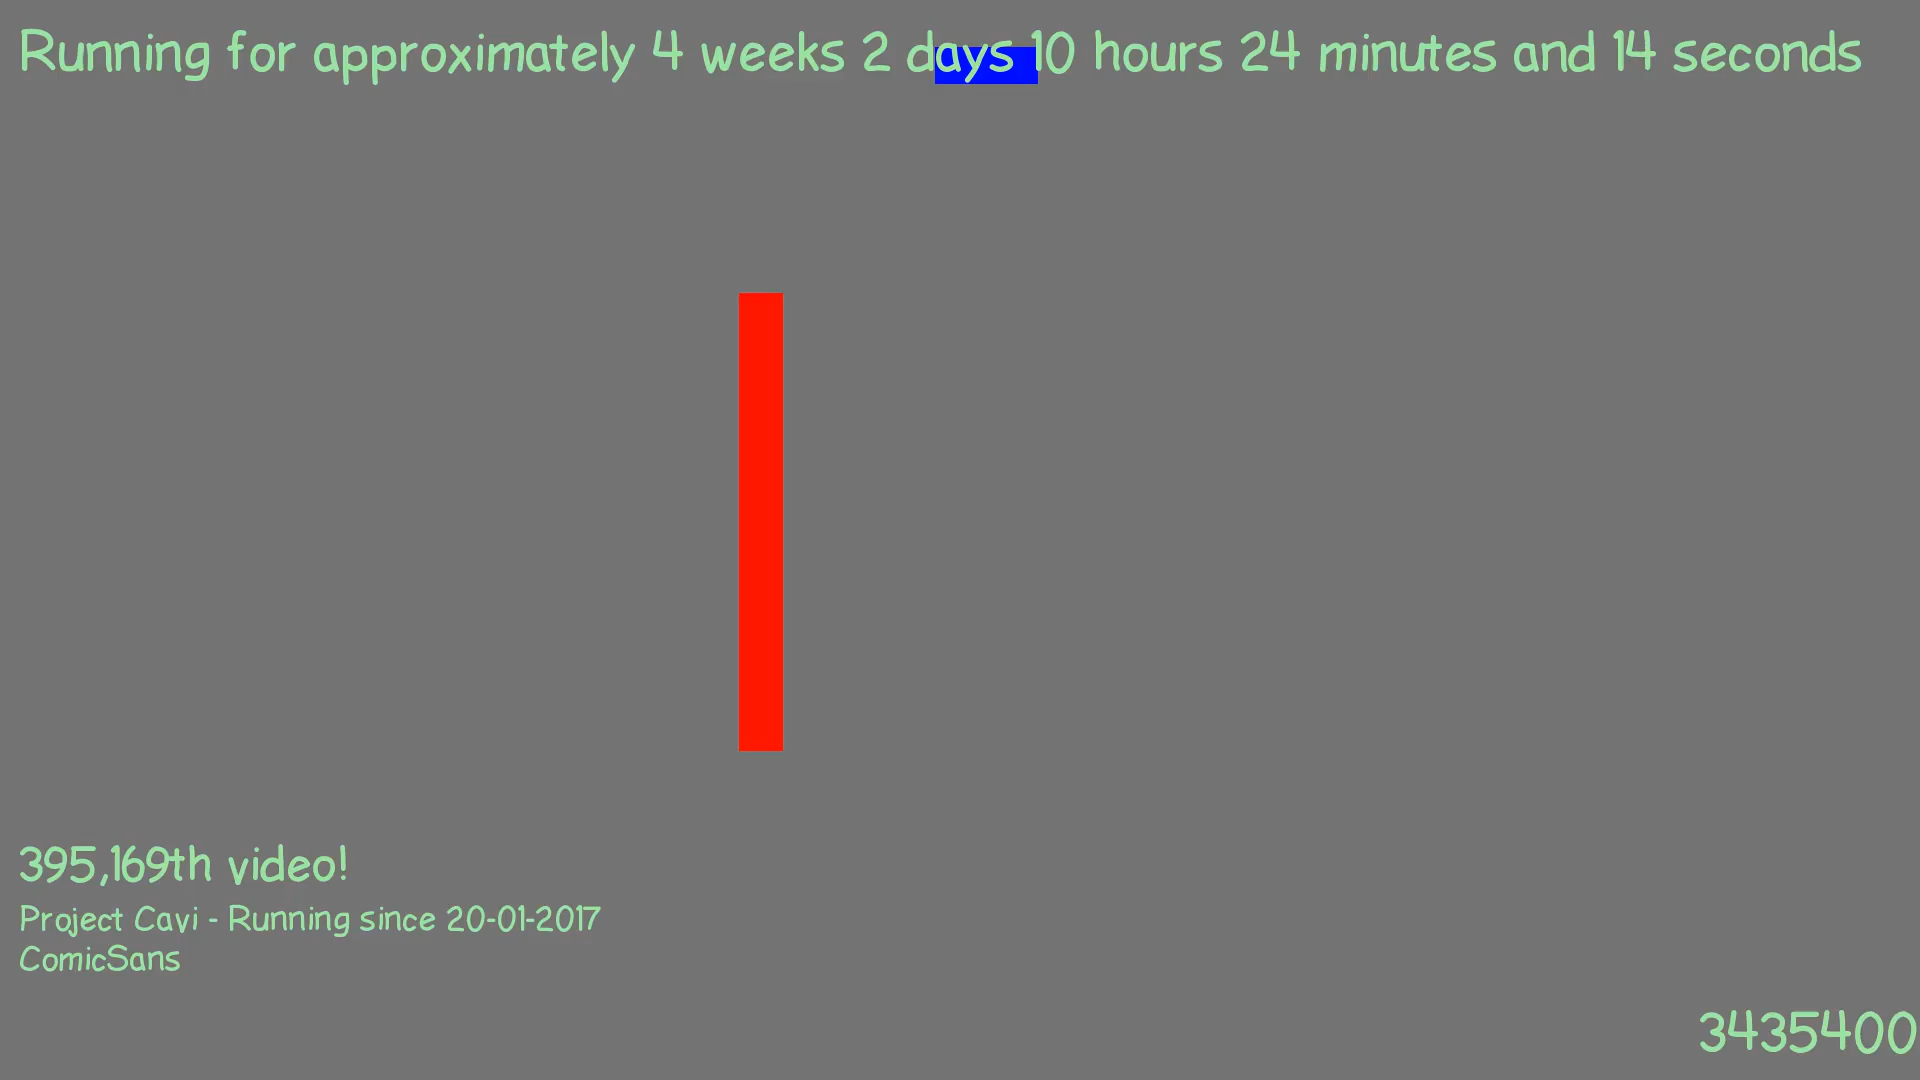 Running for approximately 4 weeks 2 days 10 hours 24 minutes and 14 seconds
395,169th video!
Project Cavi - Running since 20-01-2017
ComicSans
3435400